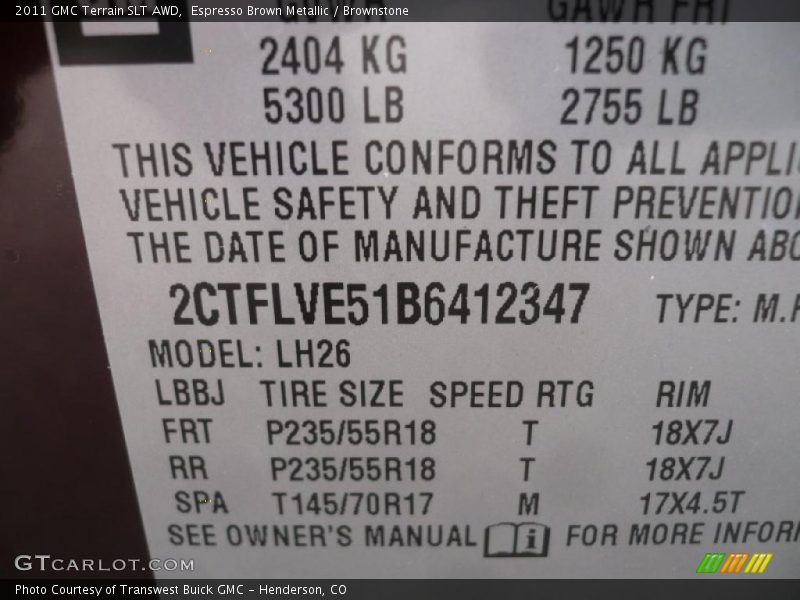 2011 GMC Terrain SLT AWD, Espresso Brown Metallic / Brownstone
GAWR FRT
2404 KG 1250 KG
5300 LB 2755 LB
THIS VEHICLE CONFORMS TO ALL APPLI
VEHICLE SAFETY AND THEFT PREVENTIO
THE DATE OF MANUFACTURE SHOWN ABO
2CTFLVE51B6412347 TYPE: M.P
MODEL: LH26
LBBJ TIRE SIZE SPEED RTG RIM
FRT P235/55R18 T 18X7J
RR P235/55R18 T 18X7J
SPA T145/70R17 M 17X4.5T
SEE OWNER'S MANUAL i FOR MORE INFOR
GTCARLOT.COM
Photo Courtesy of Transwest Buick GMC - Henderson, CO